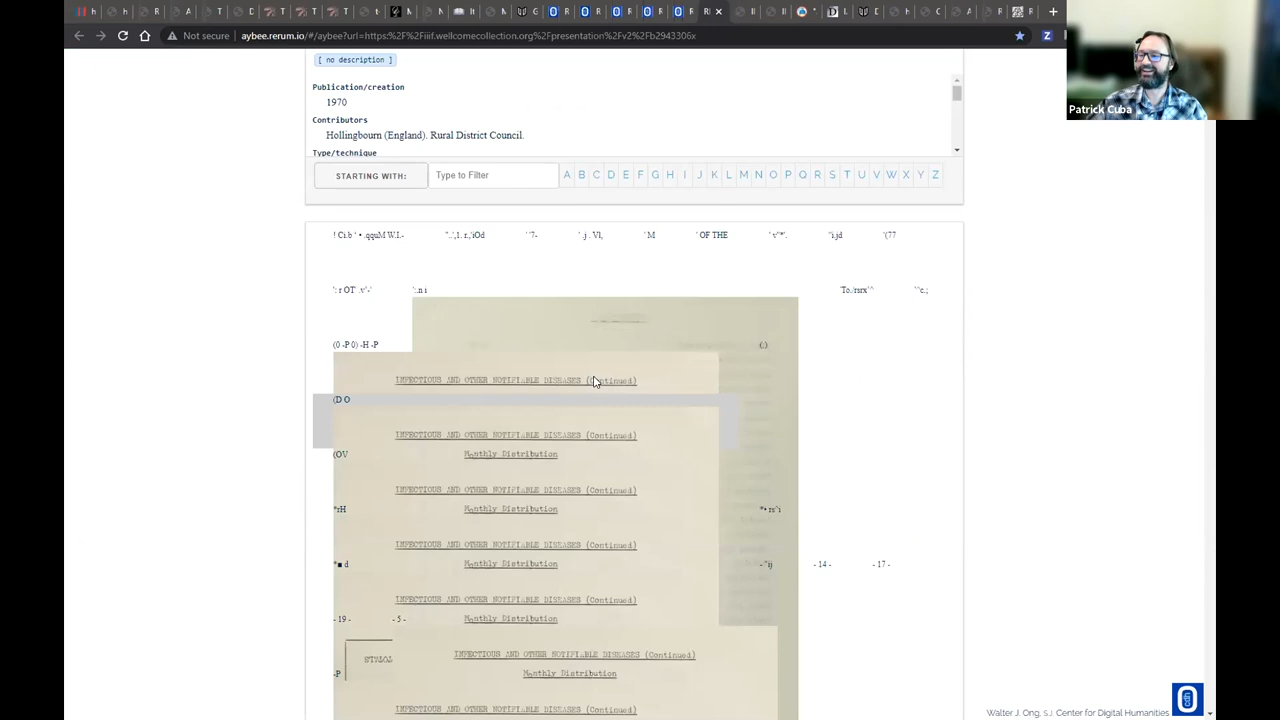 Not secure
aybee.rerum.io/#/aybee?url=https:%2F%2Fiiif.wellcomecollection.org%2Fpresentation%2Fv2%2Fb2943306x
Patrick Cuba
[ no description ]
Publication/creation
1970
Contributors
Hollingbourn (England). Rural District Council.
Type/technique
STARTING WITH:
Type to Filter
A B C D E F G H I J K L M N O P Q R S T U V W X Y Z
OF THE
(0 -P 0) -H -P
INFECTIOUS AND OTHER NOTIFIABLE DISEASES (Continued)
(D O
INFECTIOUS AND OTHER NOTIFIABLE DISEASES (Continued)
(OV Monthly Distribution
INFECTIOUS AND OTHER NOTIFIABLE DISEASES (Continued)
*rH Monthly Distribution
INFECTIOUS AND OTHER NOTIFIABLE DISEASES (Continued)
*■ d Monthly Distribution - 14 - - 17 -
INFECTIOUS AND OTHER NOTIFIABLE DISEASES (Continued)
- 19 - - 5 - Monthly Distribution
INFECTIOUS AND OTHER NOTIFIABLE DISEASES (Continued)
-P Monthly Distribution
INFECTIOUS AND OTHER NOTIFIABLE DISEASES (Continued)
Walter J. Ong, S.J. Center for Digital Humanities